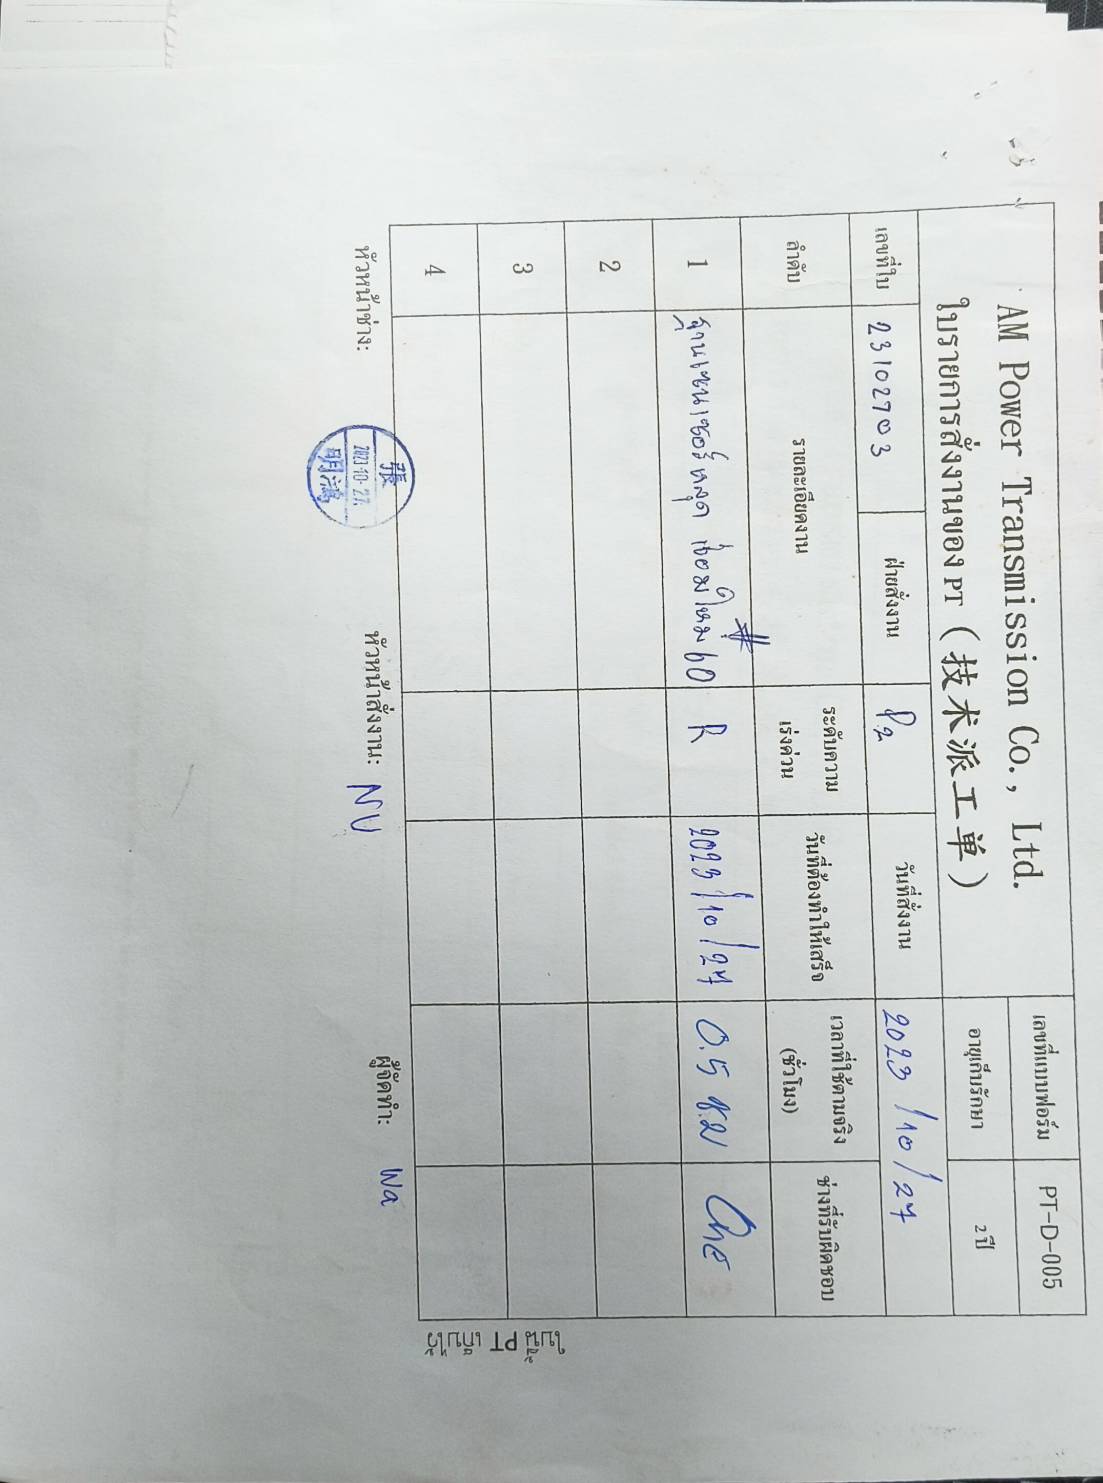 AM Power Transmission Co., Ltd.
ใบรายการสั่งงานของ PT (技术派工单)
เลขที่แบบฟอร์ม PT-D-005
อายุเก็บรักษา 2 ปี
เลขที่ใบ 23102703 ฝ่ายสั่งงาน P2 วันที่สั่งงาน 2023/10/27
ลำดับ รายละเอียดงาน ระดับความเร่งด่วน วันที่ต้องทำให้เสร็จ เวลาที่ใช้ตามจริง (ชั่วโมง) ช่างที่รับผิดชอบ
1 ฐานเซนเซอร์หลุด เชื่อมใหม่ #60 R 2023/10/27 0.5 ชม One
2
3
4
หัวหน้าช่าง: 張 2023-10-27. 明鴻 หัวหน้าสั่งงาน: NU ผู้จัดทำ: Wa
ใบนี้ PT เก็บไว้